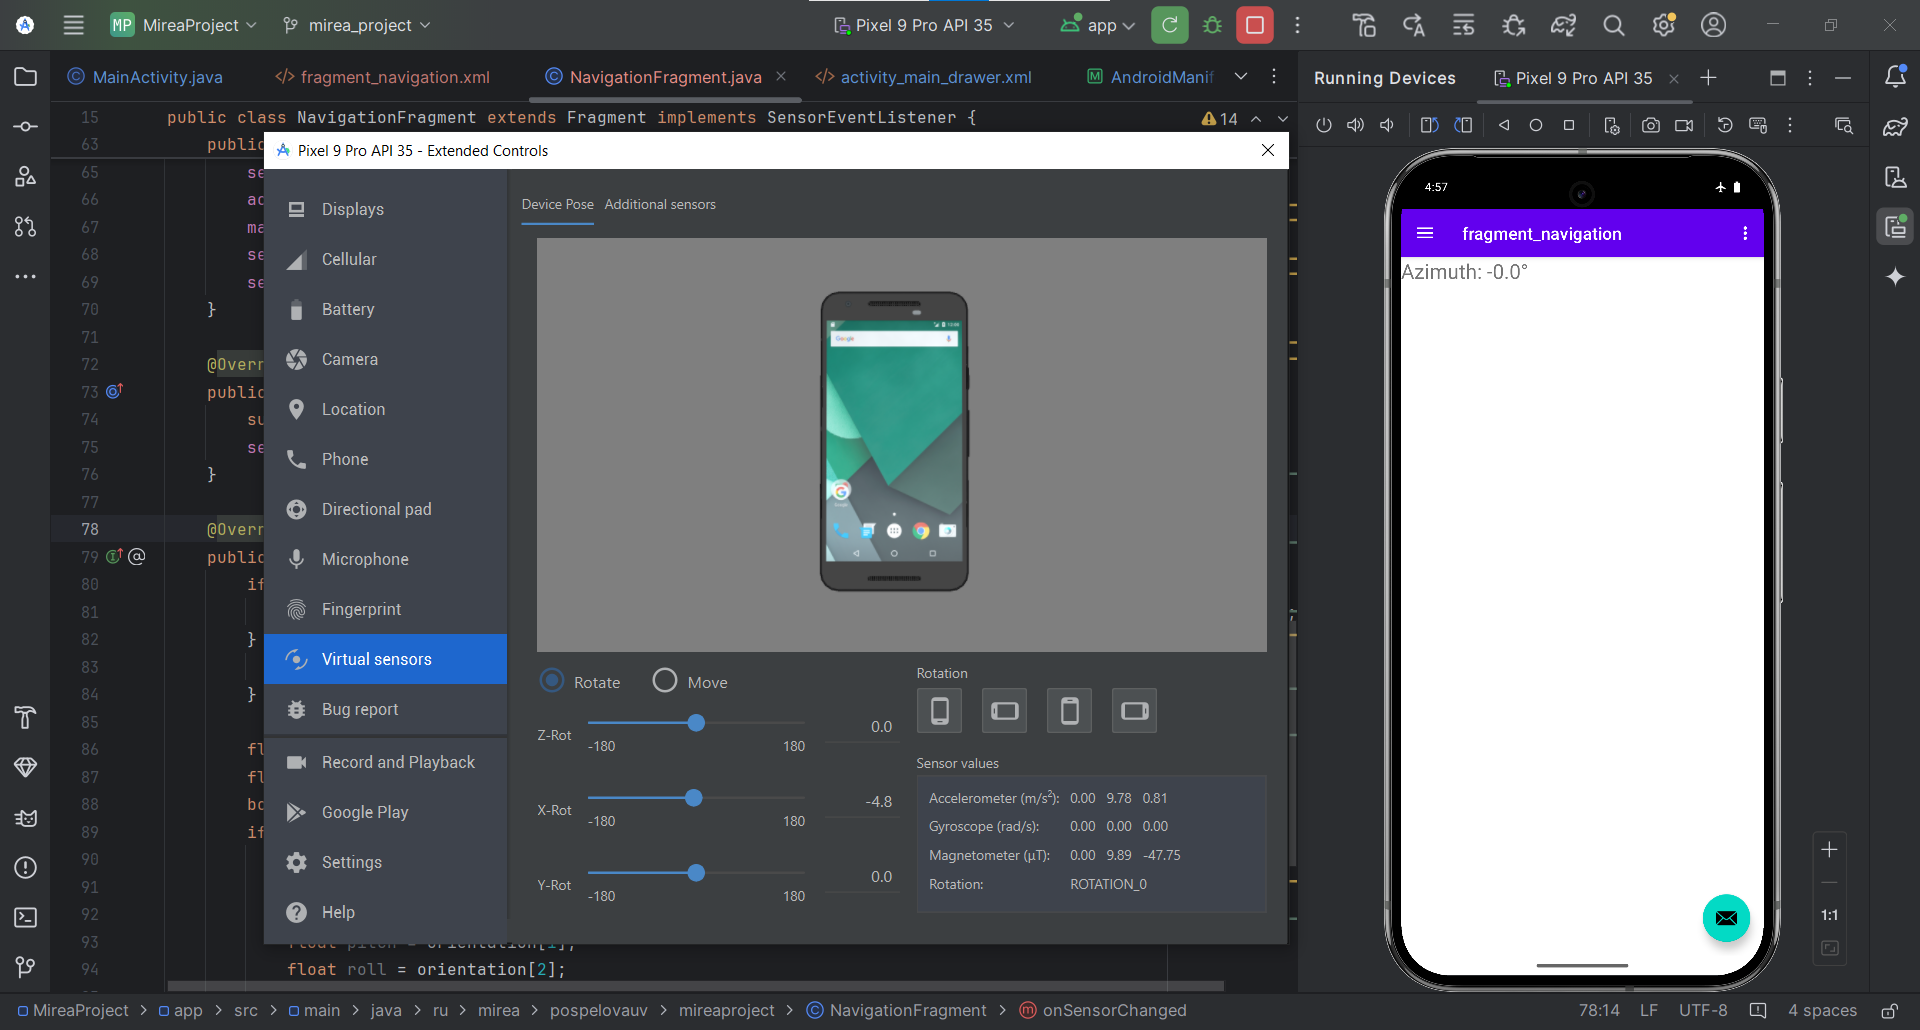 MP MireaProject
mirea_project
Pixel 9 Pro API 35
app
MainActivity.java
</> fragment_navigation.xml
NavigationFragment.java
</> activity_main_drawer.xml
M AndroidManif
Running Devices
Pixel 9 Pro API 35
15 public class NavigationFragment extends Fragment implements SensorEventListener {
14
63 public
65 se
66 ad
67 ma
68 se
69 se
70 }
71
72 @Overr
73 public
74 su
75 se
76 }
77
78 @Overr
79 public
80 if
81
82 }
83
84 }
85
86 fl
87 fl
88 bo
89 if
90
91
92
93 float pitch = orientation[1];
94 float roll = orientation[2];
Pixel 9 Pro API 35 - Extended Controls
Displays
Cellular
Battery
Camera
Location
Phone
Directional pad
Microphone
Fingerprint
Virtual sensors
Bug report
Record and Playback
Google Play
Settings
Help
Device Pose
Additional sensors
Google
Rotate
Move
Z-Rot
-180
180
0.0
X-Rot
-180
180
-4.8
Y-Rot
-180
180
0.0
Rotation
Sensor values
Accelerometer (m/s²): 0.00 9.78 0.81
Gyroscope (rad/s): 0.00 0.00 0.00
Magnetometer (μT): 0.00 9.89 -47.75
Rotation: ROTATION_0
4:57
fragment_navigation
Azimuth: -0.0°
1:1
MireaProject > app > src > main > java > ru > mirea > pospelovauv > mireaproject > NavigationFragment > onSensorChanged
78:14 LF UTF-8 4 spaces